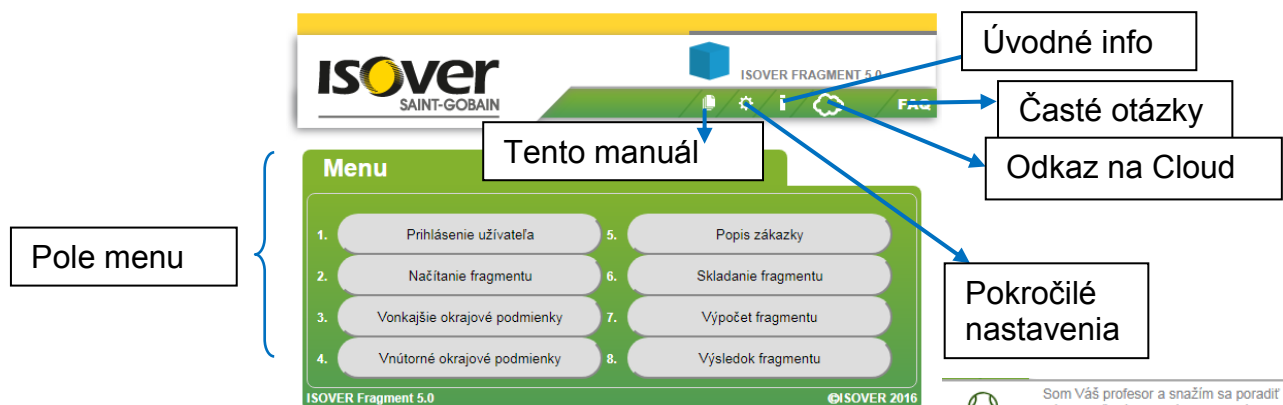 Isover
SAINT-GOBAIN
ISOVER FRAGMENT 5.0
FAQ
Úvodné info
Časté otázky
Odkaz na Cloud
Tento manuál
Pokročilé
nastavenia
Pole menu
Menu
1. Prihlásenie užívateľa
2. Načítanie fragmentu
3. Vonkajšie okrajové podmienky
4. Vnútorné okrajové podmienky
5. Popis zákazky
6. Skladanie fragmentu
7. Výpočet fragmentu
8. Výsledok fragmentu
ISOVER Fragment 5.0
©ISOVER 2016
Som Váš profesor a snažím sa poradiť